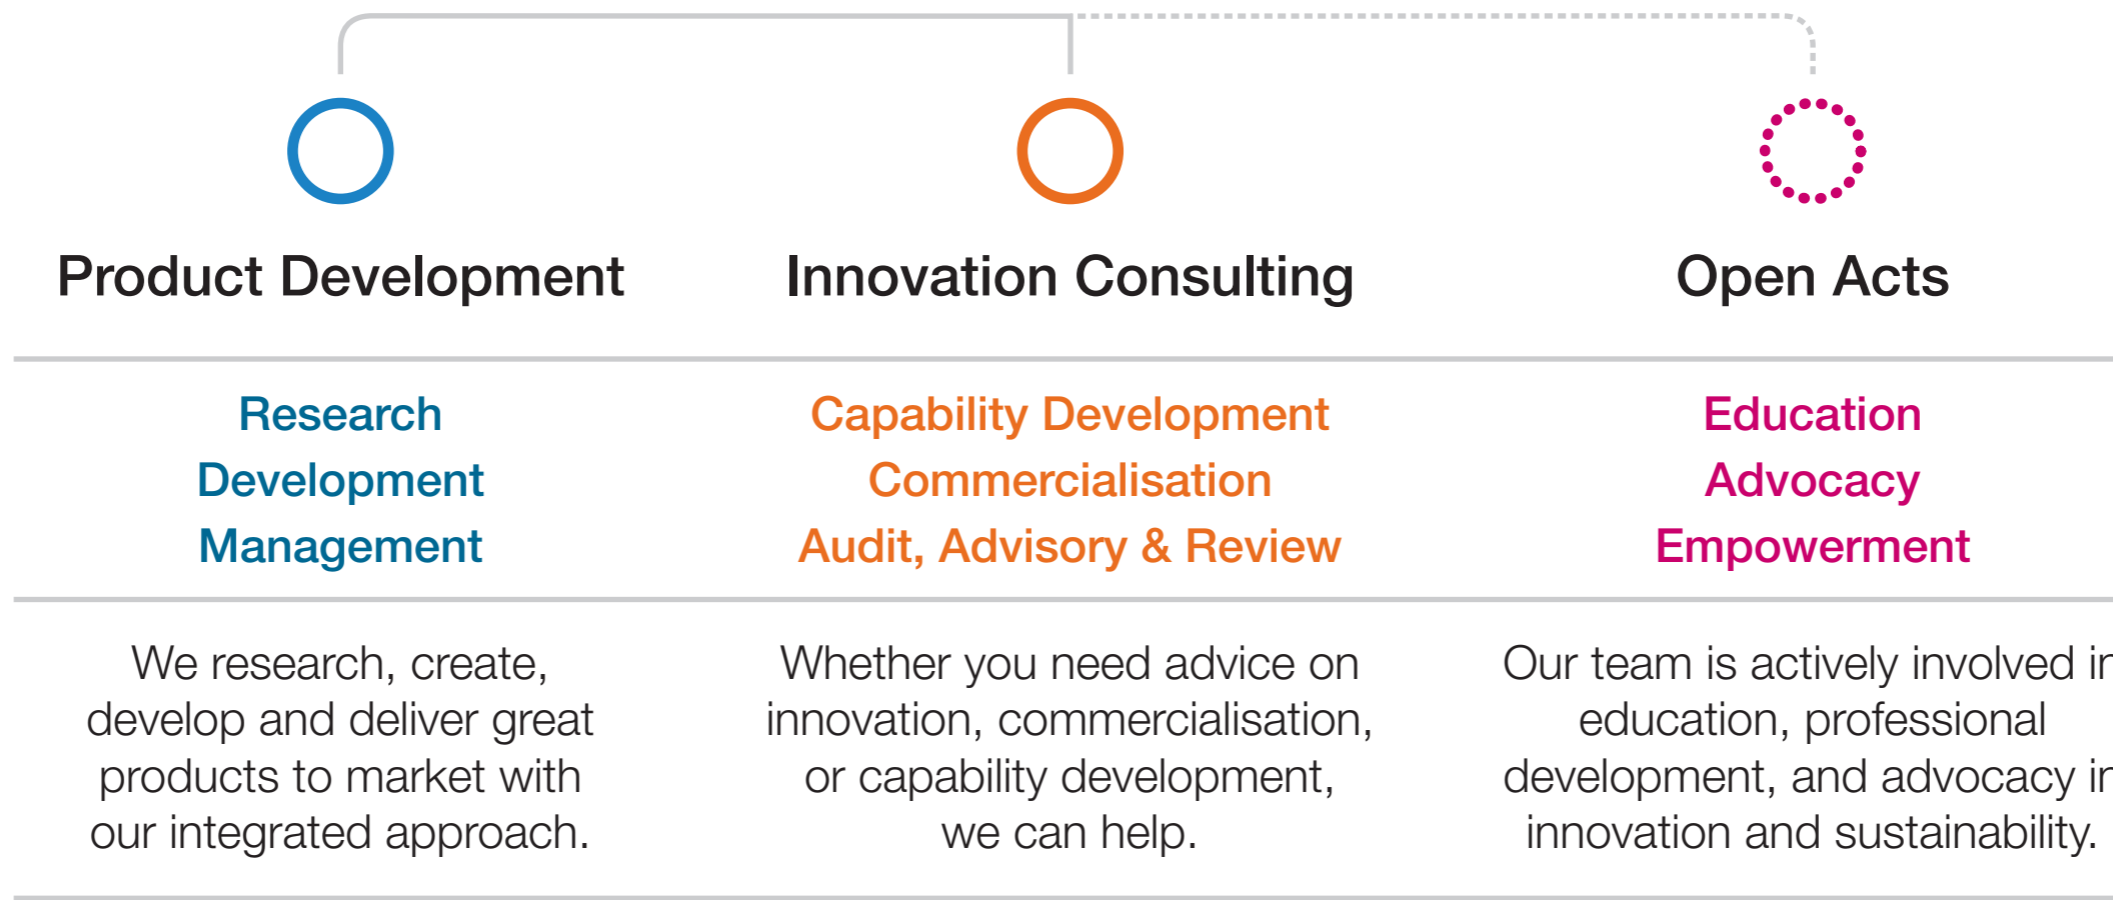 Product Development
Innovation Consulting
Open Acts
Research
Development
Management
Capability Development
Commercialisation
Audit, Advisory & Review
Education
Advocacy
Empowerment
We research, create,
develop and deliver great
products to market with
our integrated approach.
Whether you need advice on
innovation, commercialisation,
or capability development,
we can help.
Our team is actively involved in
education, professional
development, and advocacy in
innovation and sustainability.